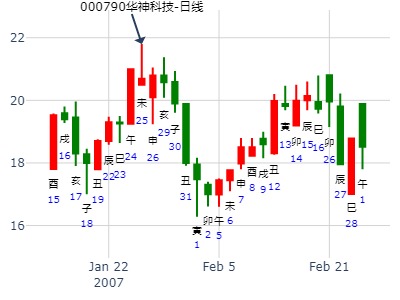 000790华神科技-日线
22
20
18
16
酉 15
戌 16
亥 17
子 18
丑 19
辰 22
巳 23
午 24
未 25
申 26
亥 29
子 30
丑 31
寅 1
卯 2
午 5
未 6
申 7
酉 8
戌 9
丑 12
寅 13
卯 14
辰 15
巳 16
卯 26
辰 27
巳 28
午 1
Jan 22
2007
Feb 5
Feb 21